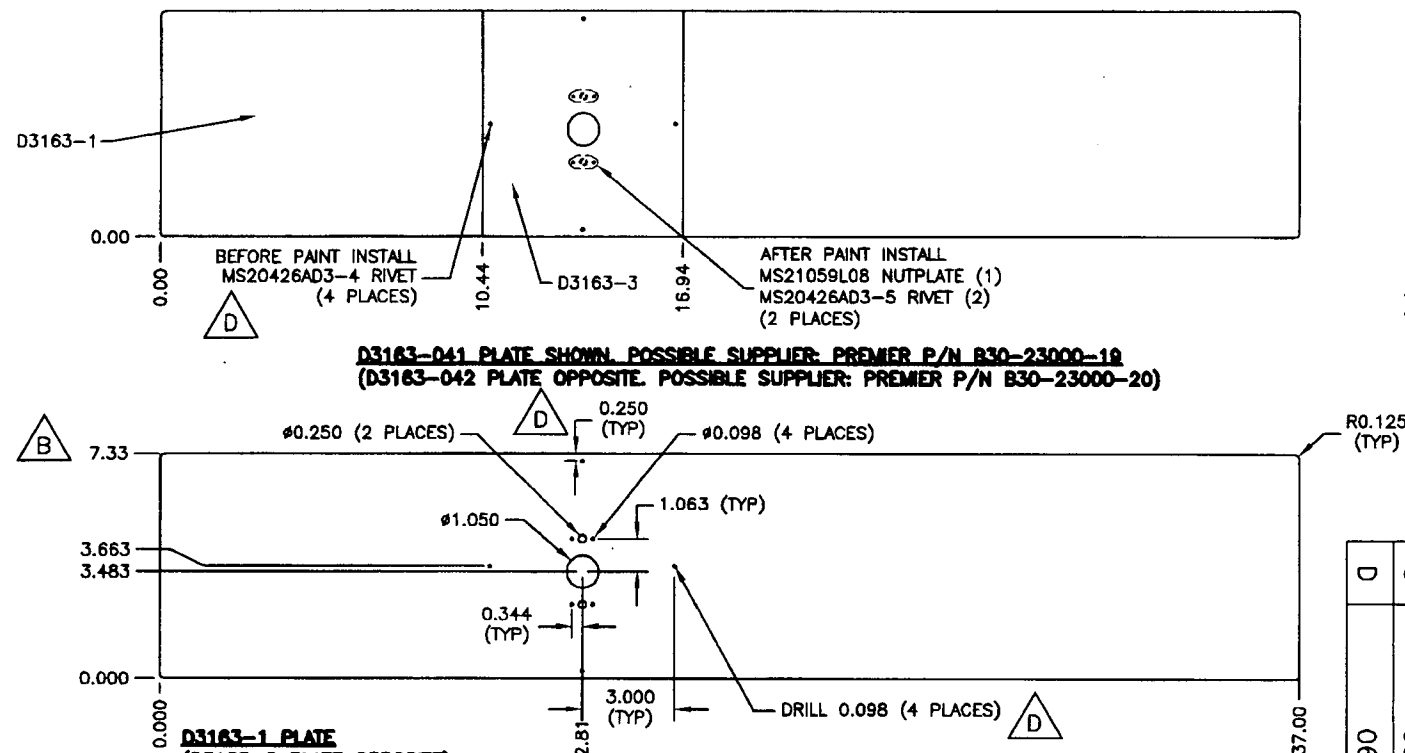 D3163-1
0.00
BEFORE PAINT INSTALL
MS20426AD3-4 RIVET
(4 PLACES)
D3163-3
AFTER PAINT INSTALL
MS21059L08 NUTPLATE (1)
MS20426AD3-5 RIVET (2)
(2 PLACES)
0.00
10.44
16.94
D
D3163-041 PLATE SHOWN. POSSIBLE SUPPLIER: PREMIER P/N B30-23000-19
(D3163-042 PLATE OPPOSITE. POSSIBLE SUPPLIER: PREMIER P/N B30-23000-20)
B
7.33
ø0.250 (2 PLACES)
D
0.250
(TYP)
ø0.098 (4 PLACES)
R0.125
(TYP)
ø1.050
1.063 (TYP)
3.663
3.483
0.344
(TYP)
D
0.000
3.000
(TYP)
DRILL 0.098 (4 PLACES)
D
0.000
2.81
37.00
D3163-1 PLATE